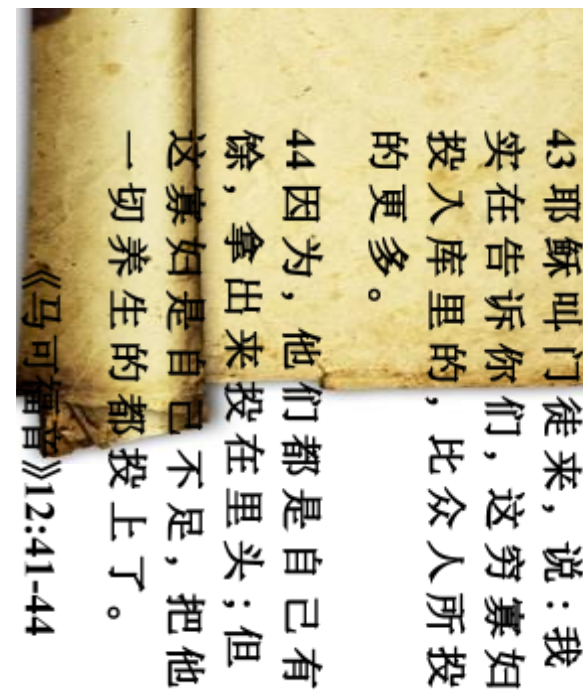 43 耶稣叫门徒来，说：我
实在告诉你们，这穷寡妇
投入库里的，比众人所投
的更多。
44 因为，他们都是自己有
馀，拿出来投在里头；但
这寡妇是自己不足，把他
一切养生的都投上了。
《马可福音》12:41-44